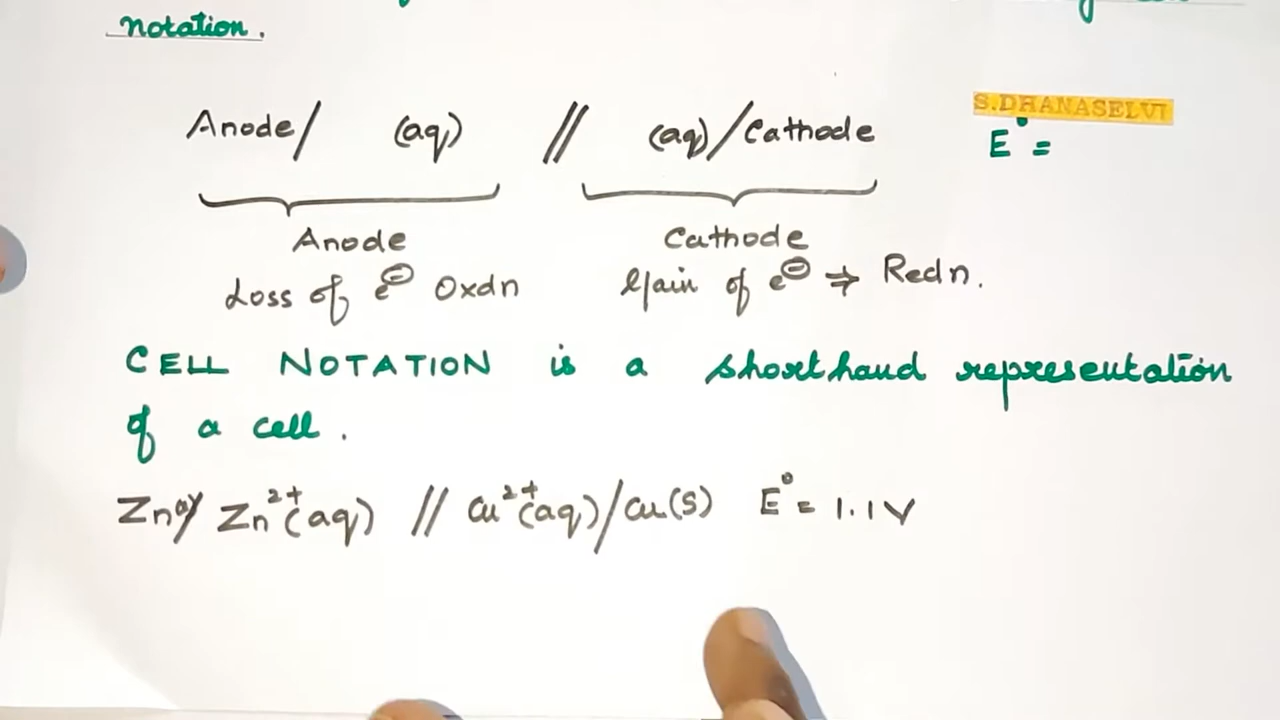 notation.
Anode/ (aq) // (aq)/Cathode
S.DHANASELVI
E° =
Anode Cathode
Loss of e⊖ Oxdn Gain of e⊖ ⇒ Redn.
CELL NOTATION is a shorthand representation
of a cell.
Zn(s)/ Zn²⁺(aq) // Cu²⁺(aq)/Cu(s) E° = 1.1V